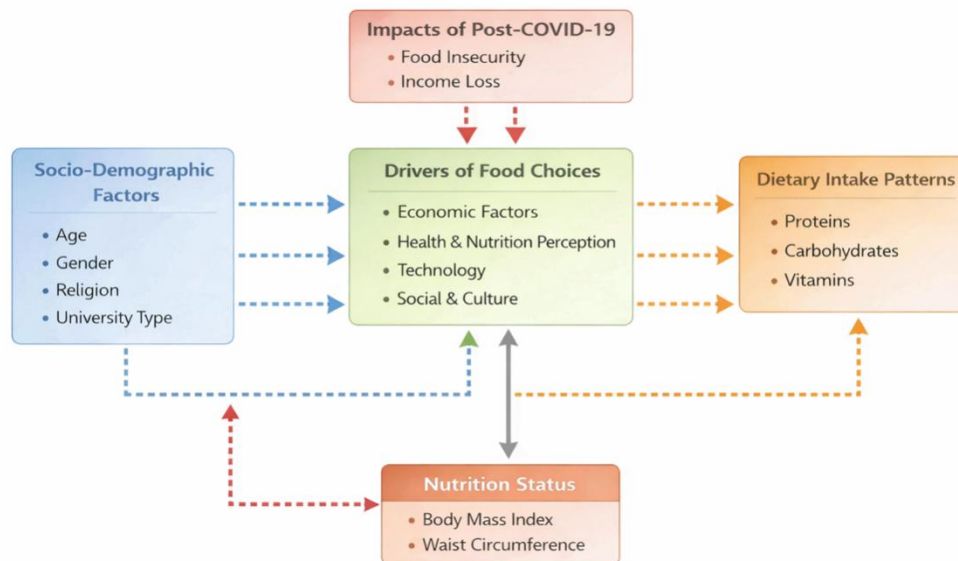 Impacts of Post-COVID-19
• Food Insecurity
• Income Loss
Socio-Demographic
Factors
• Age
• Gender
• Religion
• University Type
Drivers of Food Choices
• Economic Factors
• Health & Nutrition Perception
• Technology
• Social & Culture
Dietary Intake Patterns
• Proteins
• Carbohydrates
• Vitamins
Nutrition Status
• Body Mass Index
• Waist Circumference